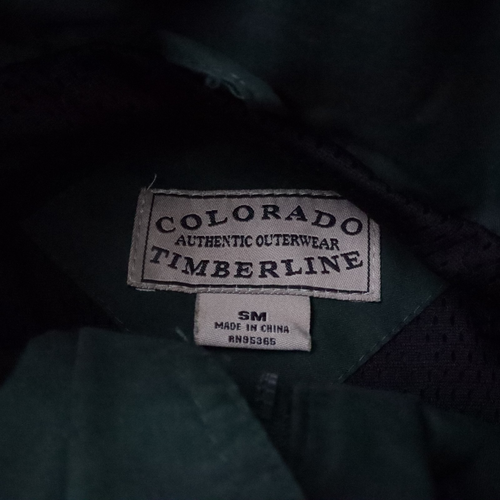 COLORADO
AUTHENTIC OUTERWEAR
TIMBERLINE
SM
MADE IN CHINA
RN95365